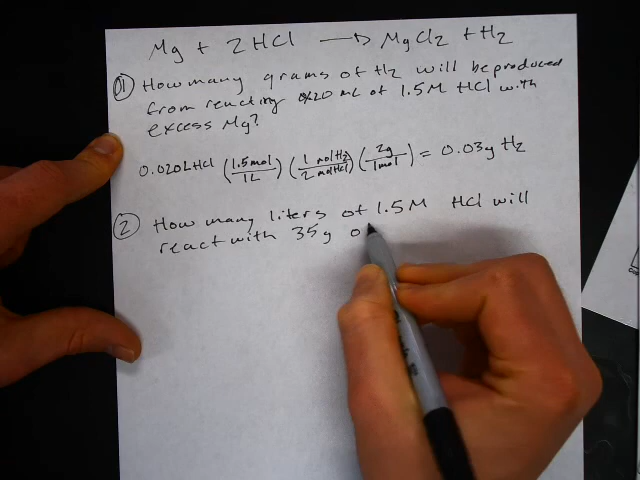 Mg + 2HCl → MgCl2 + H2
① How many grams of H2 will be produced
from reacting 20 mL of 1.5M HCl with
excess Mg?
0.020L HCl (1.5mol/1L) (1 mol H2/2 mol HCl) (2g/1mol) = 0.03g H2
② How many liters of 1.5M HCl will
react with 35g o